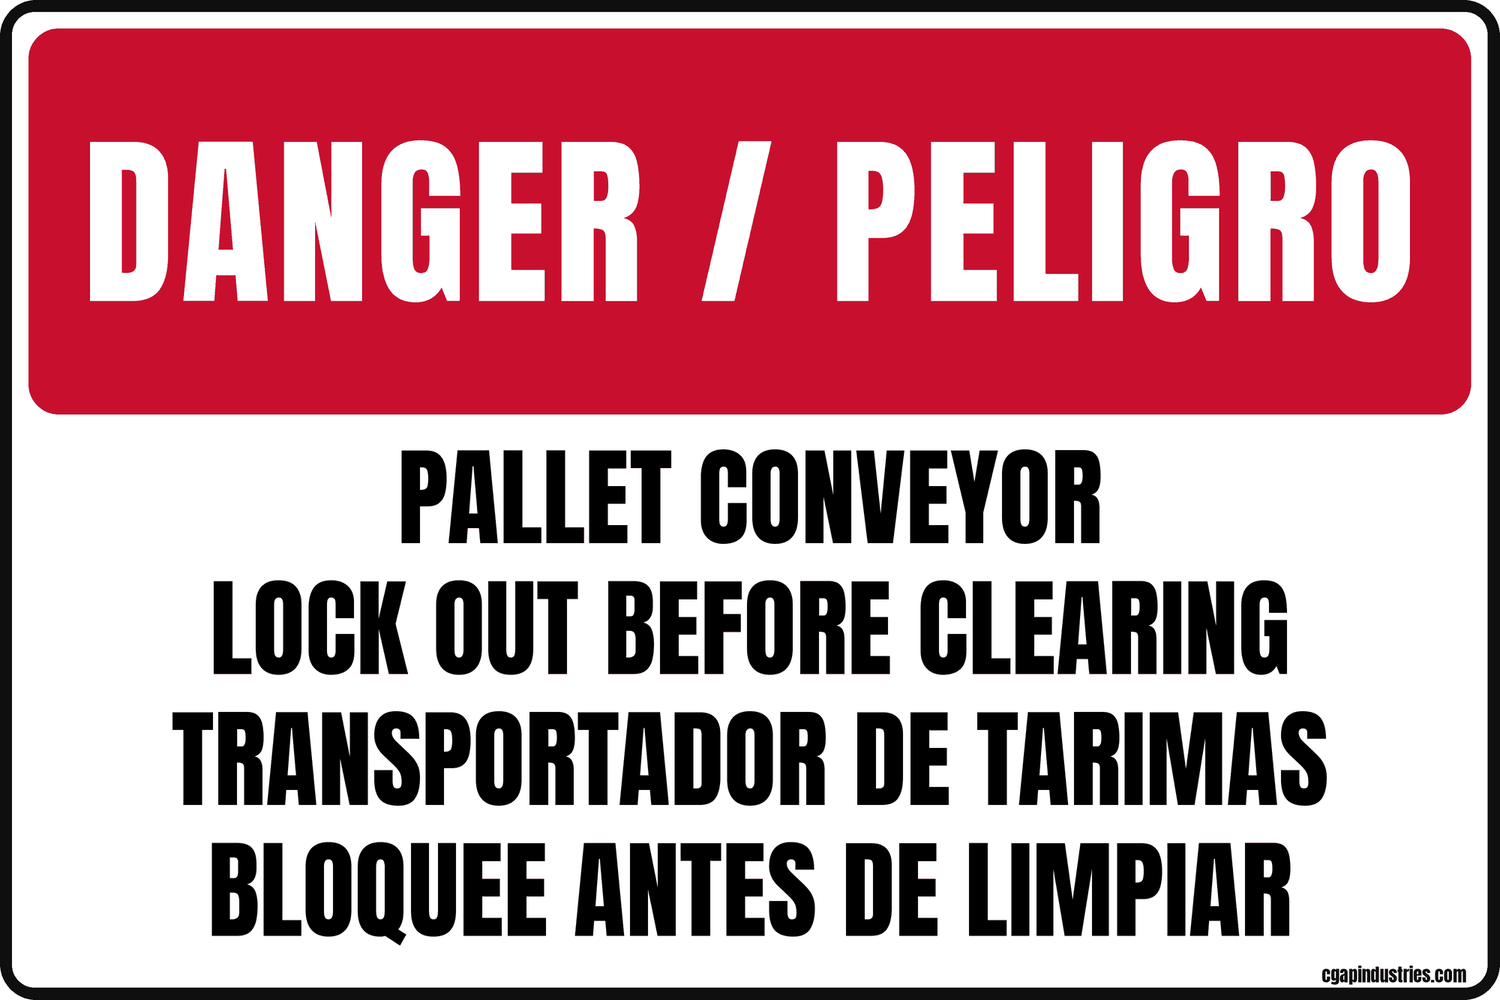 DANGER / PELIGRO
PALLET CONVEYOR
LOCK OUT BEFORE CLEARING
TRANSPORTADOR DE TARIMAS
BLOQUEE ANTES DE LIMPIAR
cgapindustries.com